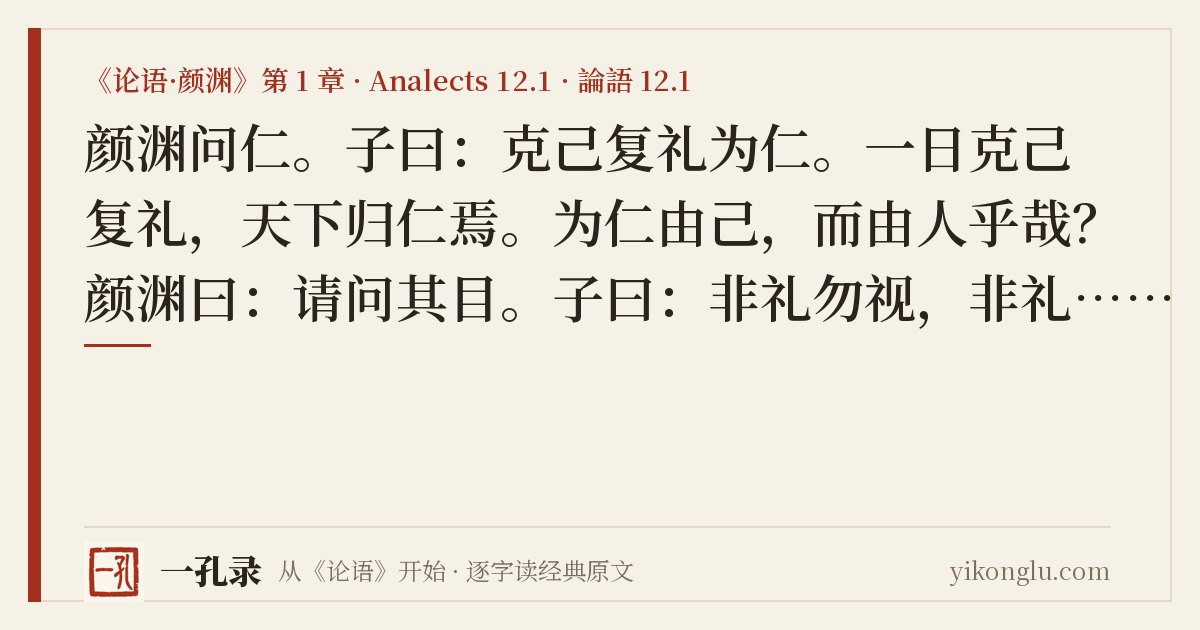 《论语·颜渊》第 1 章 · Analects 12.1 · 論語 12.1
颜渊问仁。子曰：克己复礼为仁。一日克己
复礼，天下归仁焉。为仁由己，而由人乎哉？
颜渊曰：请问其目。子曰：非礼勿视，非礼……
一孔
一孔录
从《论语》开始 · 逐字读经典原文
yikonglu.com